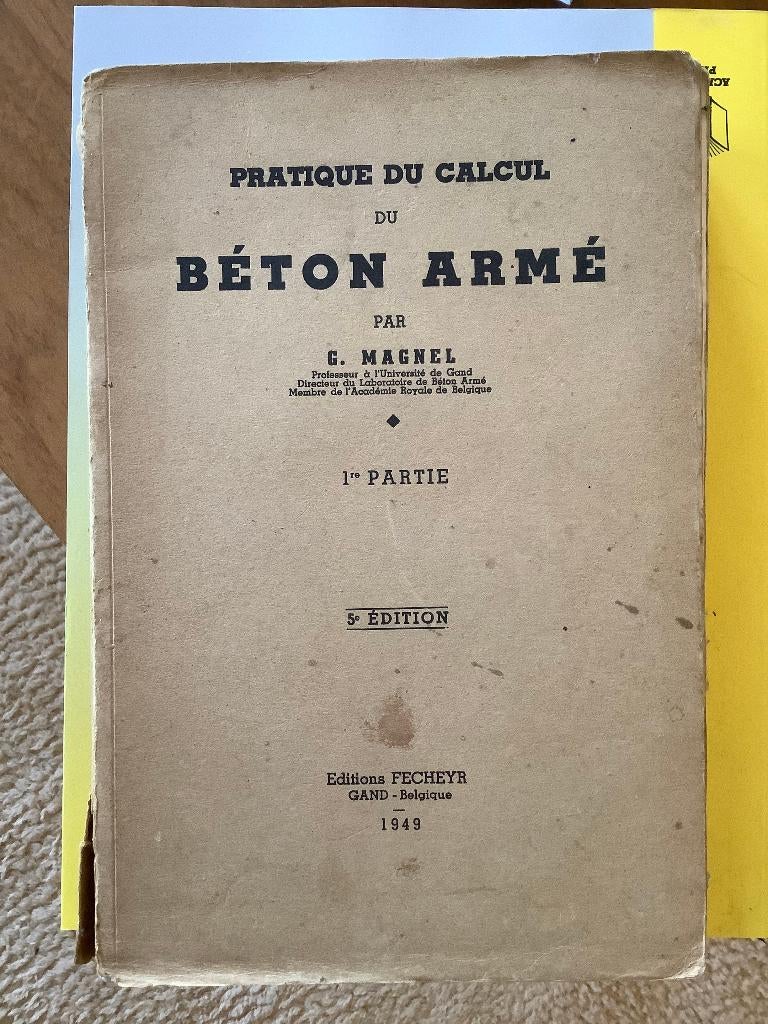 PRATIQUE DU CALCUL
DU
BÉTON ARMÉ
PAR
G. MAGNEL
Professeur à l'Université de Gand
Directeur du Laboratoire de Béton Armé
Membre de l'Académie Royale de Belgique
1re PARTIE
5e ÉDITION
Editions FECHEYR
GAND - Belgique
1949